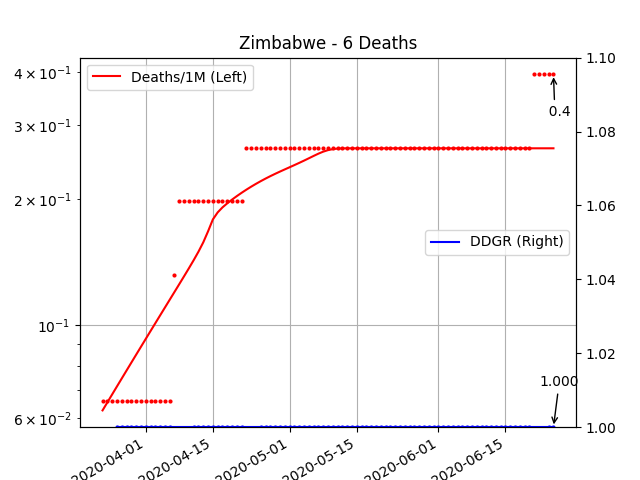 Zimbabwe - 6 Deaths
Deaths/1M (Left)
DDGR (Right)
4 × 10⁻¹
3 × 10⁻¹
2 × 10⁻¹
10⁻¹
6 × 10⁻²
1.10
1.08
1.06
1.04
1.02
1.00
0.4
1.000
2020-04-01
2020-04-15
2020-05-01
2020-05-15
2020-06-01
2020-06-15